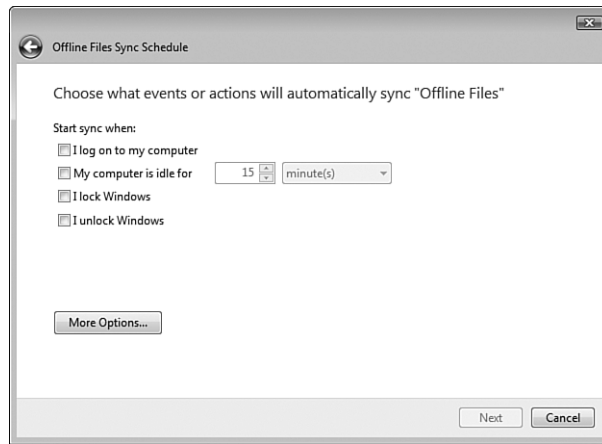 Offline Files Sync Schedule
Choose what events or actions will automatically sync "Offline Files"
Start sync when:
I log on to my computer
My computer is idle for 15 minute(s)
I lock Windows
I unlock Windows
More Options...
Next Cancel